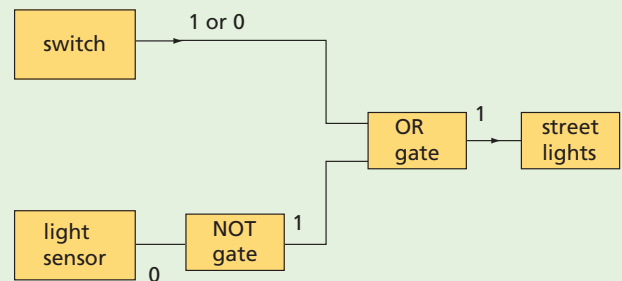 switch
1 or 0
OR
gate
1
street
lights
light
sensor
0
NOT
gate
1